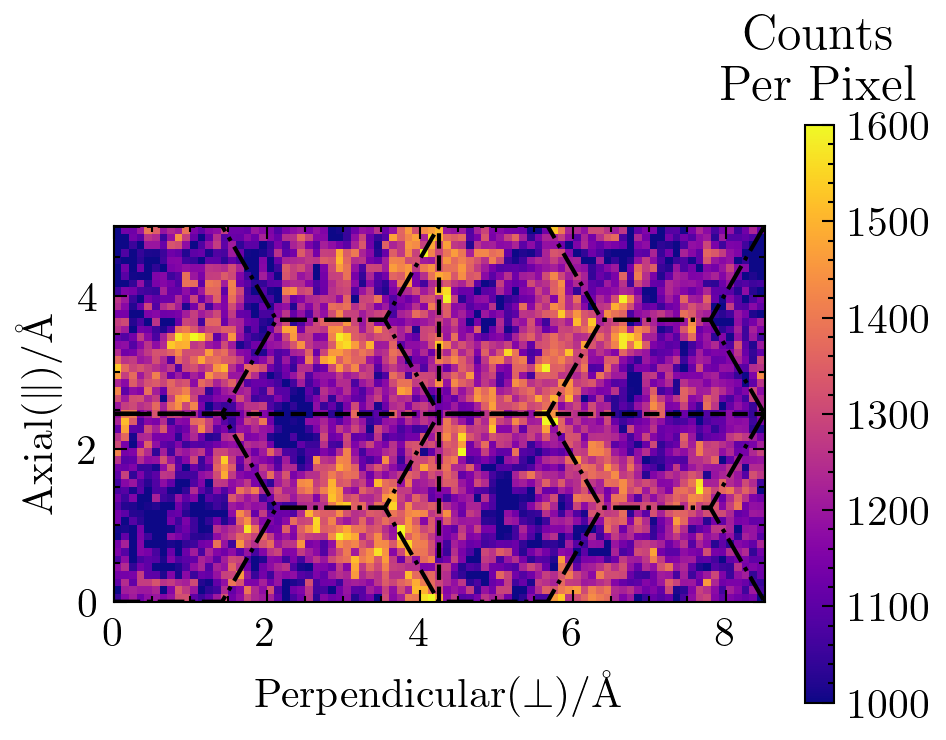 Counts
Per Pixel
1600
1500
1400
1300
1200
1100
1000
Axial(||)/Å
4
2
0
0 2 4 6 8
Perpendicular(⊥)/Å